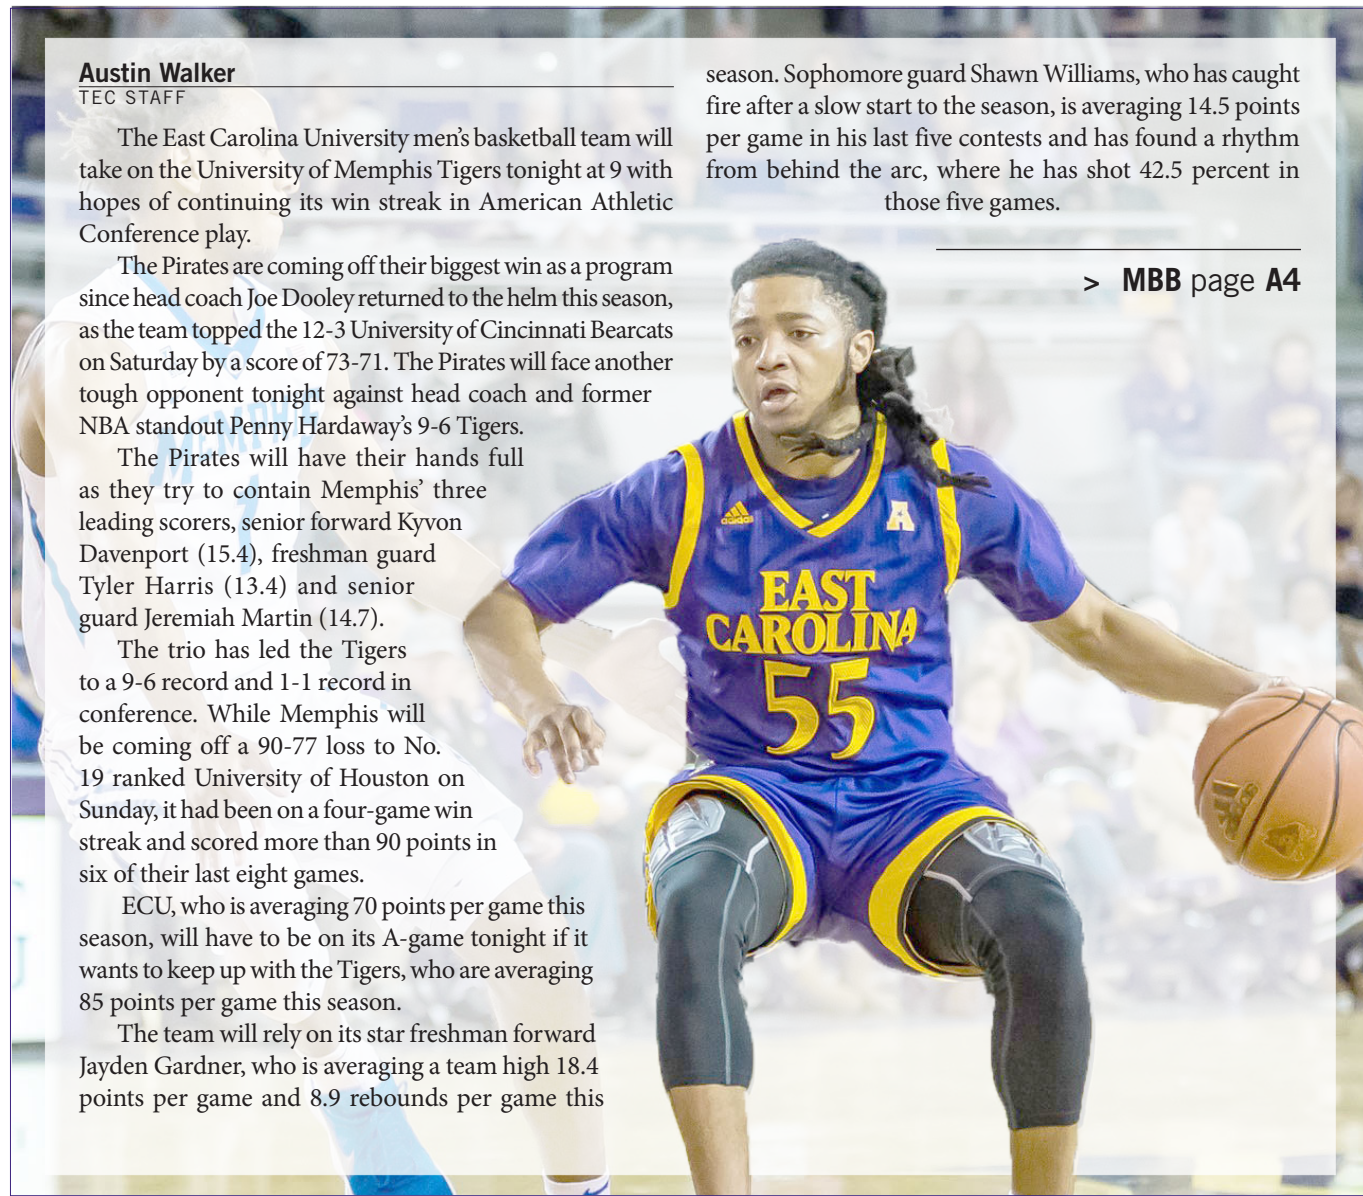 Austin Walker
TEC STAFF
The East Carolina University men's basketball team will
take on the University of Memphis Tigers tonight at 9 with
hopes of continuing its win streak in American Athletic
Conference play.
The Pirates are coming off their biggest win as a program
since head coach Joe Dooley returned to the helm this season,
as the team topped the 12-3 University of Cincinnati Bearcats
on Saturday by a score of 73-71. The Pirates will face another
tough opponent tonight against head coach and former
NBA standout Penny Hardaway's 9-6 Tigers.
The Pirates will have their hands full
as they try to contain Memphis' three
leading scorers, senior forward Kyvon
Davenport (15.4), freshman guard
Tyler Harris (13.4) and senior
guard Jeremiah Martin (14.7).
The trio has led the Tigers
to a 9-6 record and 1-1 record in
conference. While Memphis will
be coming off a 90-77 loss to No.
19 ranked University of Houston on
Sunday, it had been on a four-game win
streak and scored more than 90 points in
six of their last eight games.
ECU, who is averaging 70 points per game this
season, will have to be on its A-game tonight if it
wants to keep up with the Tigers, who are averaging
85 points per game this season.
The team will rely on its star freshman forward
Jayden Gardner, who is averaging a team high 18.4
points per game and 8.9 rebounds per game this
season. Sophomore guard Shawn Williams, who has caught
fire after a slow start to the season, is averaging 14.5 points
per game in his last five contests and has found a rhythm
from behind the arc, where he has shot 42.5 percent in
those five games.
> MBB page A4
MEMPHIS
1
adidas
A
EAST
CAROLINA
55